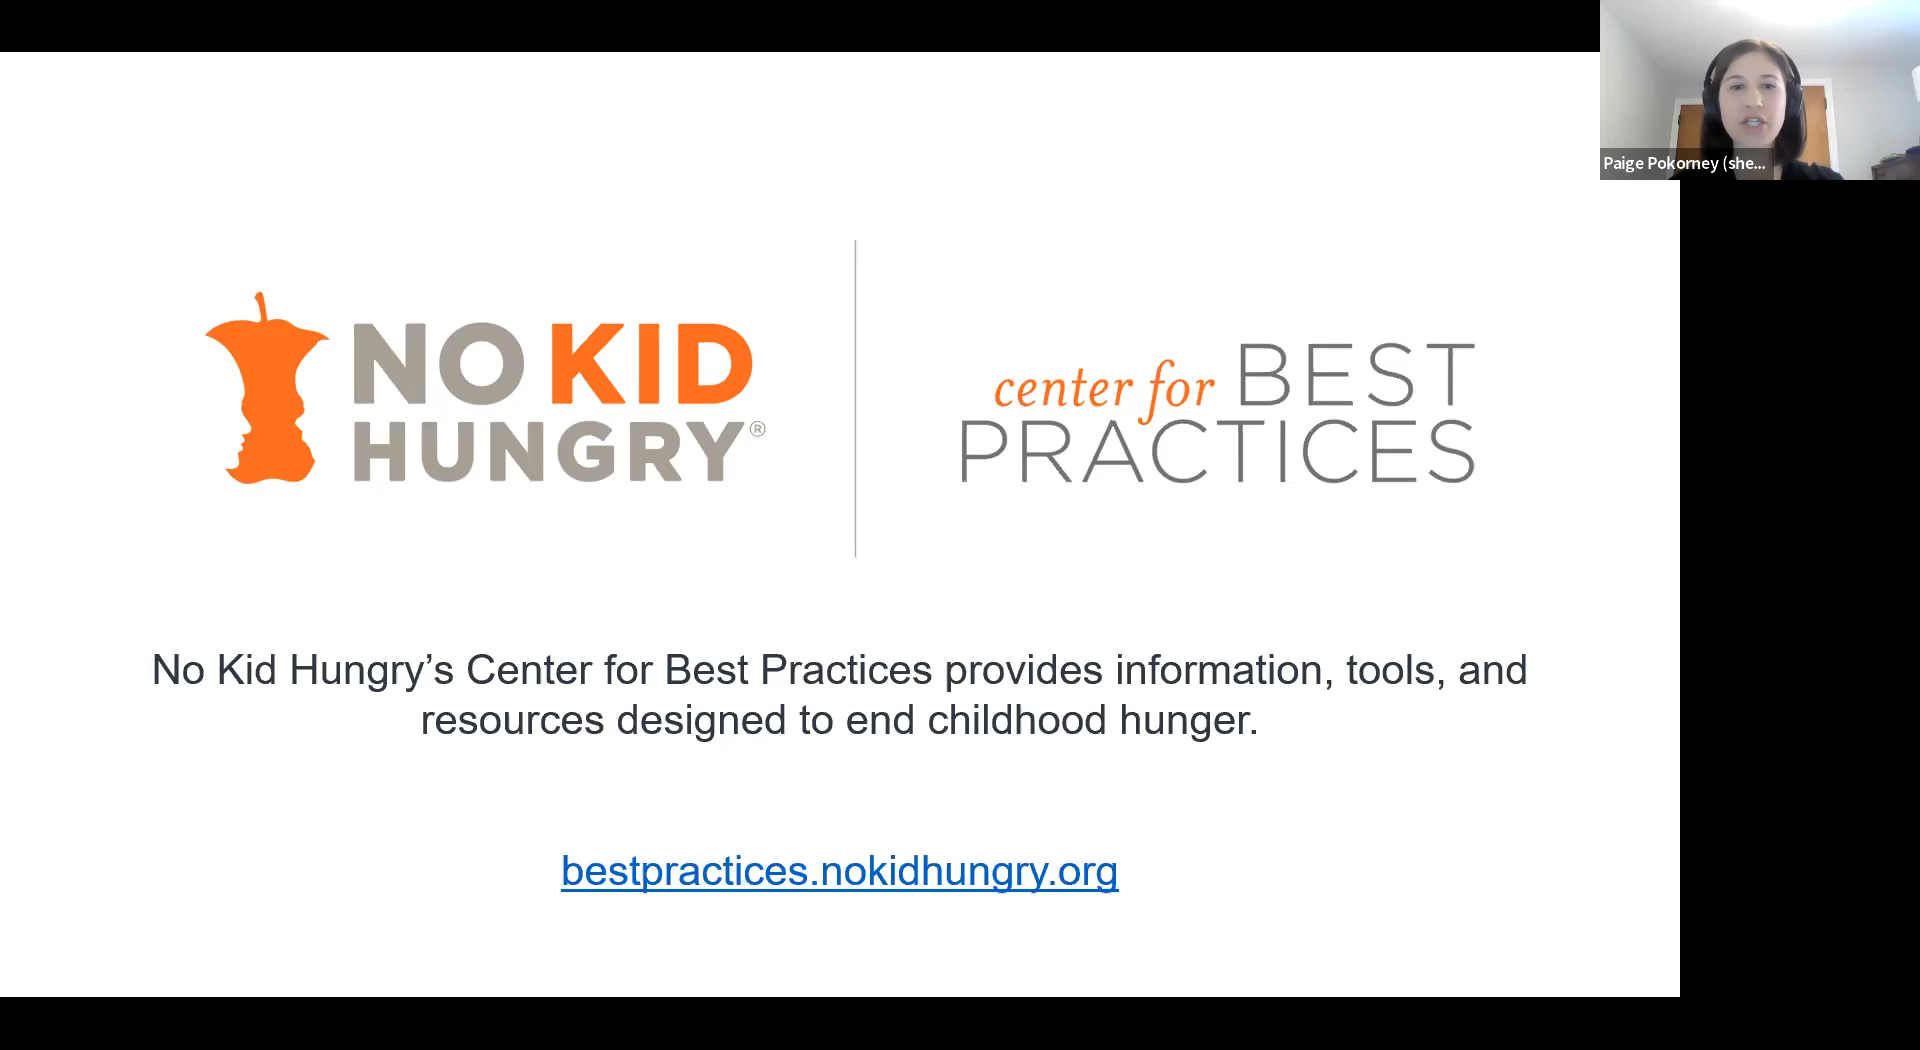 Paige Pokorney (she...
NO KID
HUNGRY®
center for BEST
PRACTICES
No Kid Hungry’s Center for Best Practices provides information, tools, and
resources designed to end childhood hunger.
bestpractices.nokidhungry.org